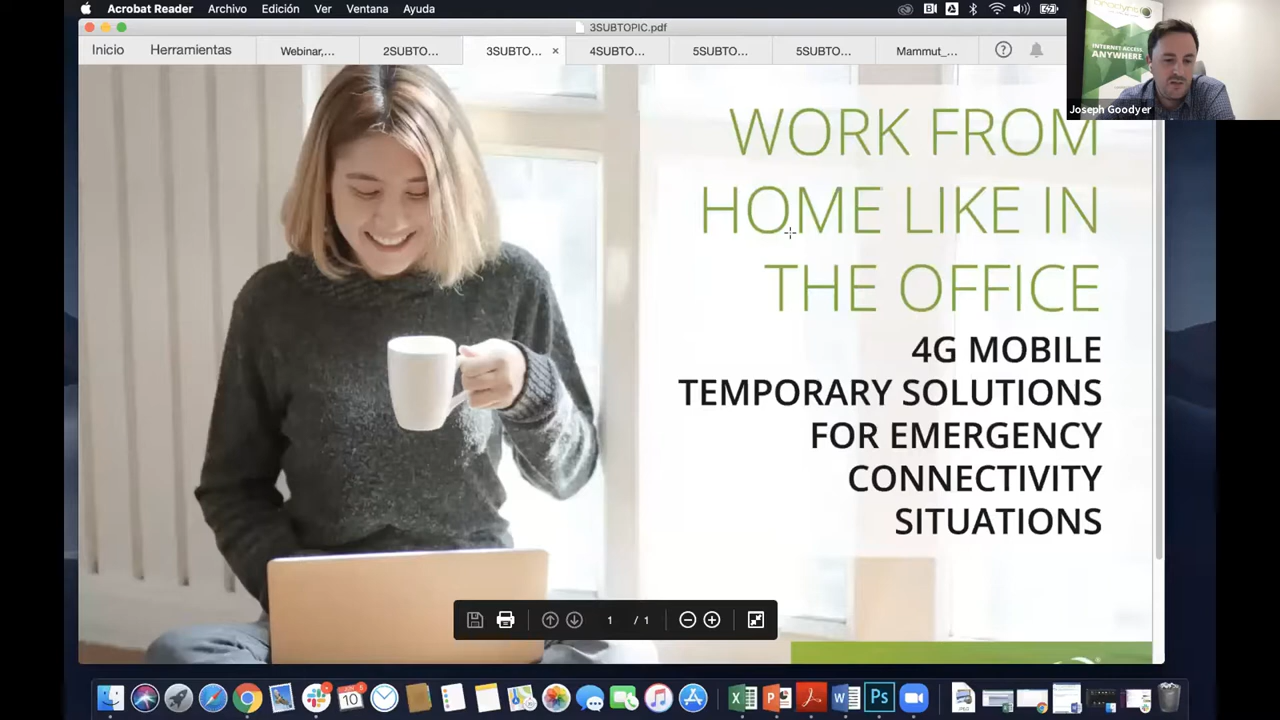 Acrobat Reader Archivo Edición Ver Ventana Ayuda
3SUBTOPIC.pdf
Inicio Herramientas Webinar,... 2SUBTO... 3SUBTO... × 4SUBTO... 5SUBTO... 5SUBTO... Mammut_...
INTERNET ACCESS
ANYWHERE.
Joseph Goodyer
WORK FROM
HOME LIKE IN
THE OFFICE
4G MOBILE
TEMPORARY SOLUTIONS
FOR EMERGENCY
CONNECTIVITY
SITUATIONS
1 / 1
10
W
Ps